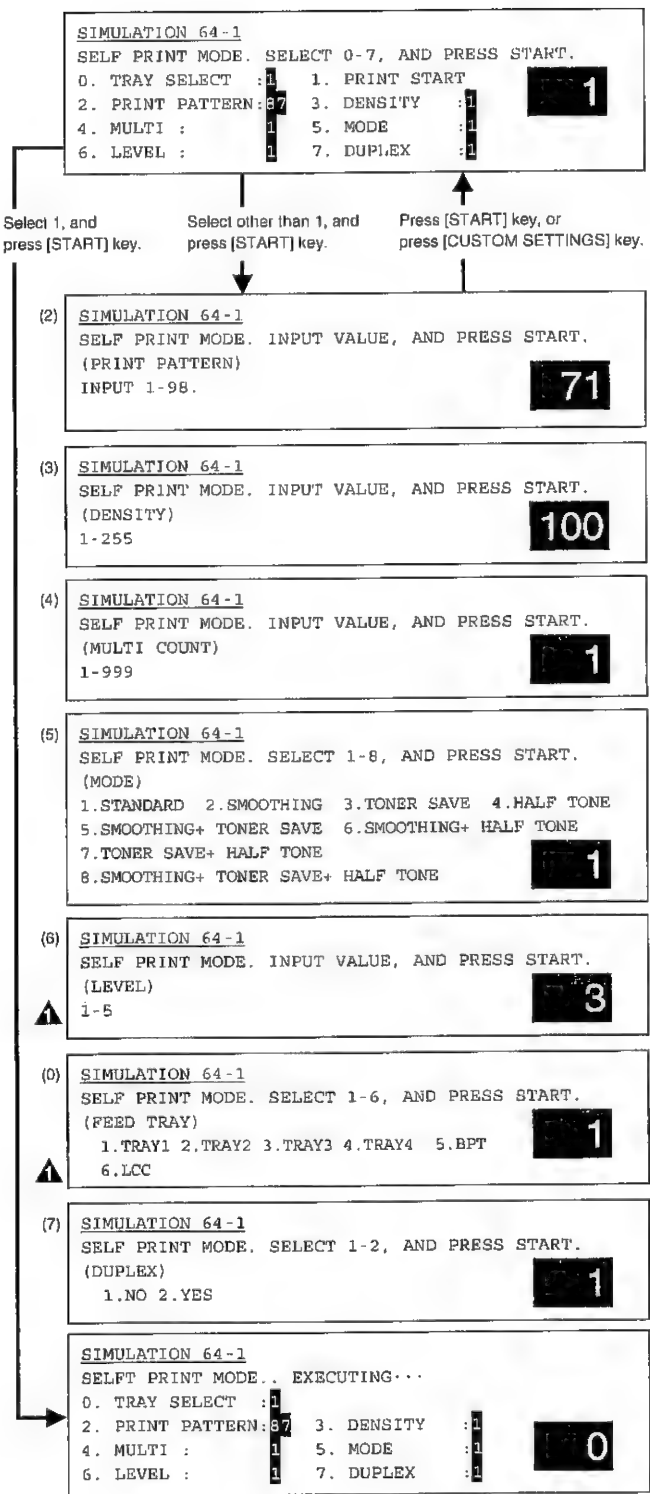 SIMULATION 64-1
SELF PRINT MODE. SELECT 0-7, AND PRESS START.
0. TRAY SELECT :1 1. PRINT START
2. PRINT PATTERN:87 3. DENSITY :1
4. MULTI : 1 5. MODE :1
6. LEVEL : 1 7. DUPLEX :1
1
Select 1, and
press [START] key.
Select other than 1, and
press [START] key.
Press [START] key, or
press [CUSTOM SETTINGS] key.
(2) SIMULATION 64-1
SELF PRINT MODE. INPUT VALUE, AND PRESS START.
(PRINT PATTERN)
INPUT 1-98.
71
(3) SIMULATION 64-1
SELF PRINT MODE. INPUT VALUE, AND PRESS START.
(DENSITY)
1-255
100
(4) SIMULATION 64-1
SELF PRINT MODE. INPUT VALUE, AND PRESS START.
(MULTI COUNT)
1-999
1
(5) SIMULATION 64-1
SELF PRINT MODE. SELECT 1-8, AND PRESS START.
(MODE)
1.STANDARD 2.SMOOTHING 3.TONER SAVE 4.HALF TONE
5.SMOOTHING+ TONER SAVE 6.SMOOTHING+ HALF TONE
7.TONER SAVE+ HALF TONE
8.SMOOTHING+ TONER SAVE+ HALF TONE
1
(6) SIMULATION 64-1
SELF PRINT MODE. INPUT VALUE, AND PRESS START.
(LEVEL)
1 1-5
3
(0) SIMULATION 64-1
SELF PRINT MODE. SELECT 1-6, AND PRESS START.
(FEED TRAY)
1.TRAY1 2.TRAY2 3.TRAY3 4.TRAY4 5.BPT
1 6.LCC
1
(7) SIMULATION 64-1
SELF PRINT MODE. SELECT 1-2, AND PRESS START.
(DUPLEX)
1.NO 2.YES
1
SIMULATION 64-1
SELFT PRINT MODE.. EXECUTING···
0. TRAY SELECT :1
2. PRINT PATTERN:87 3. DENSITY :1
4. MULTI : 1 5. MODE :1
6. LEVEL : 1 7. DUPLEX :1
0